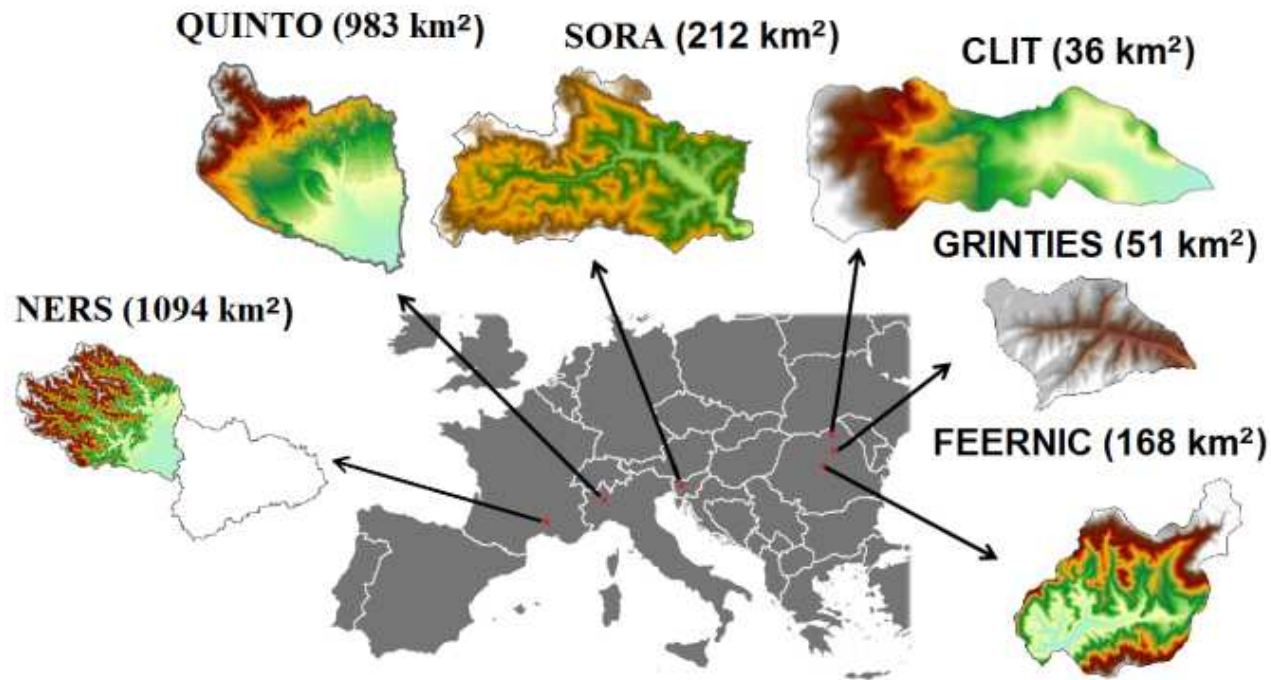 QUINTO (983 km²)
SORA (212 km²)
CLIT (36 km²)
GRINTIES (51 km²)
NERS (1094 km²)
FEERNIC (168 km²)